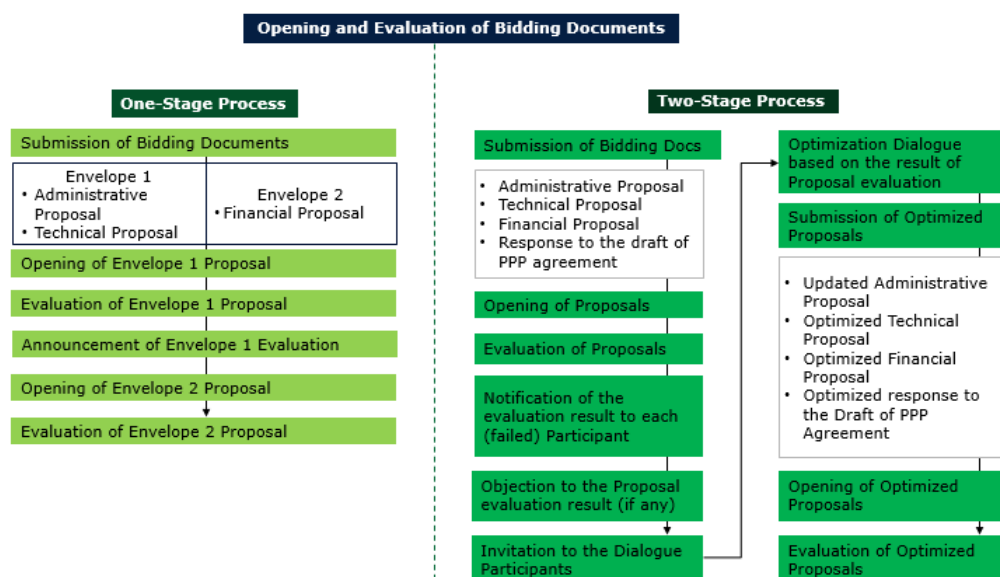 Opening and Evaluation of Bidding Documents
One-Stage Process
Submission of Bidding Documents
Envelope 1
• Administrative
Proposal
• Technical Proposal
Envelope 2
• Financial Proposal
Opening of Envelope 1 Proposal
Evaluation of Envelope 1 Proposal
Announcement of Envelope 1 Evaluation
Opening of Envelope 2 Proposal
Evaluation of Envelope 2 Proposal
Two-Stage Process
Submission of Bidding Docs
• Administrative Proposal
• Technical Proposal
• Financial Proposal
• Response to the draft of
PPP agreement
Opening of Proposals
Evaluation of Proposals
Notification of the
evaluation result to each
(failed) Participant
Objection to the Proposal
evaluation result (if any)
Invitation to the Dialogue
Participants
Optimization Dialogue
based on the result of
Proposal evaluation
Submission of Optimized
Proposals
• Updated Administrative
Proposal
• Optimized Technical
Proposal
• Optimized Financial
Proposal
• Optimized response to
the Draft of PPP
Agreement
Opening of Optimized
Proposals
Evaluation of Optimized
Proposals